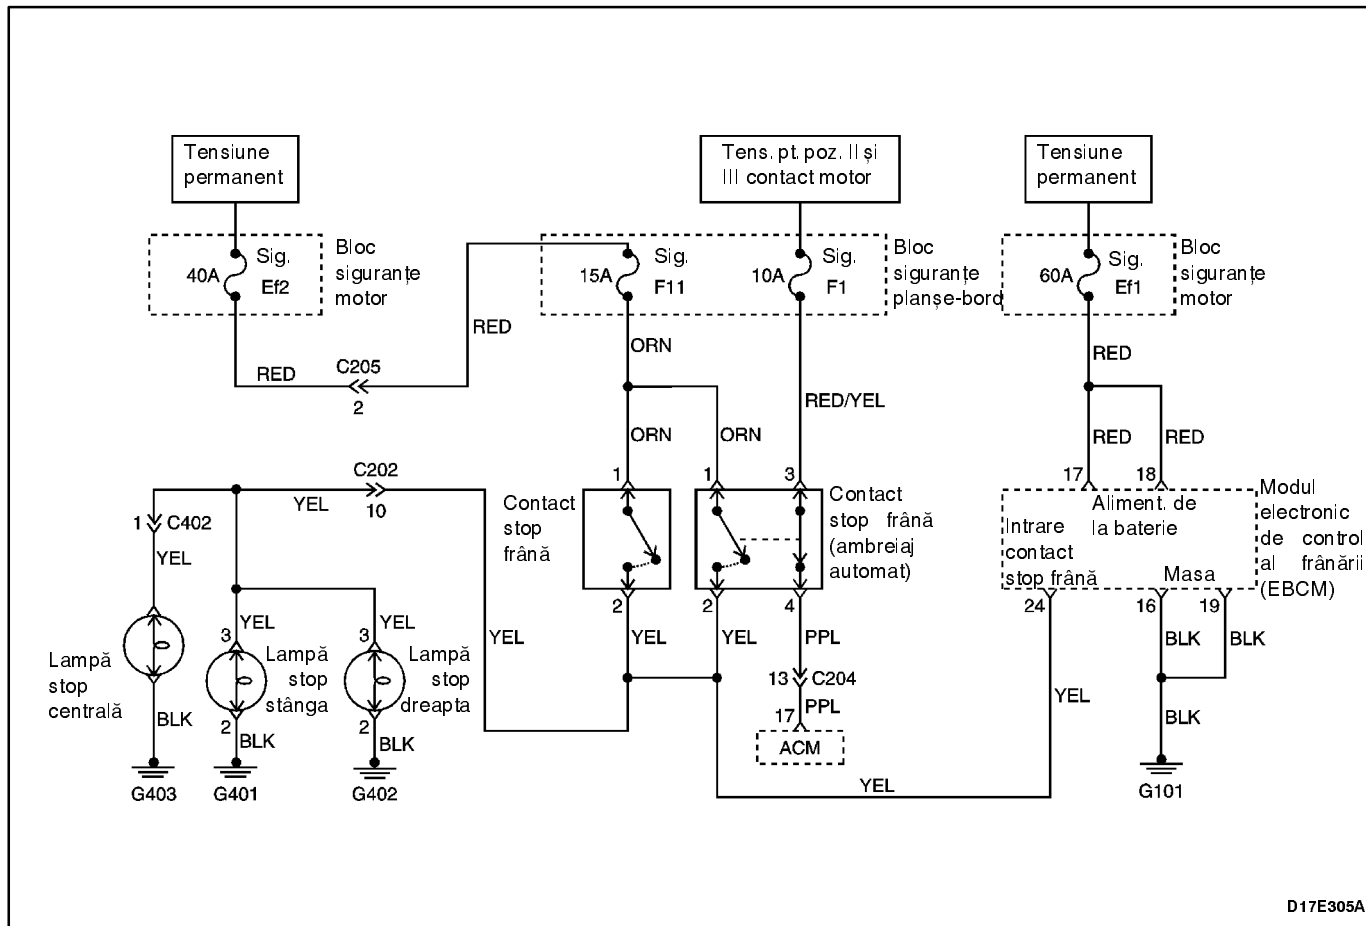 Tensiune
permanent
Tens. pt. poz. II și
III contact motor
Tensiune
permanent
40A
Sig.
Ef2
Bloc
siguranțe
motor
15A
Sig.
F11
10A
Sig.
F1
Bloc
siguranțe
planșe-bord
60A
Sig.
Ef1
Bloc
siguranțe
motor
RED
C205
2
RED
ORN
RED/YEL
RED
ORN
ORN
RED
RED
C202
YEL
10
1
C402
YEL
Contact
stop
frână
1
2
1
3
2
4
Contact
stop frână
(ambreiaj
automat)
17
18
Aliment. de
la baterie
Intrare
contact
stop frână
Masa
24
16
19
Modul
electronic
de control
al frânării
(EBCM)
Lampă
stop
centrală
YEL
3
Lampă
stop
stânga
2
YEL
3
Lampă
stop
dreapta
2
YEL
YEL
YEL
PPL
13
C204
PPL
17
ACM
YEL
YEL
BLK
BLK
BLK
BLK
BLK
BLK
G403
G401
G402
G101
D17E305A